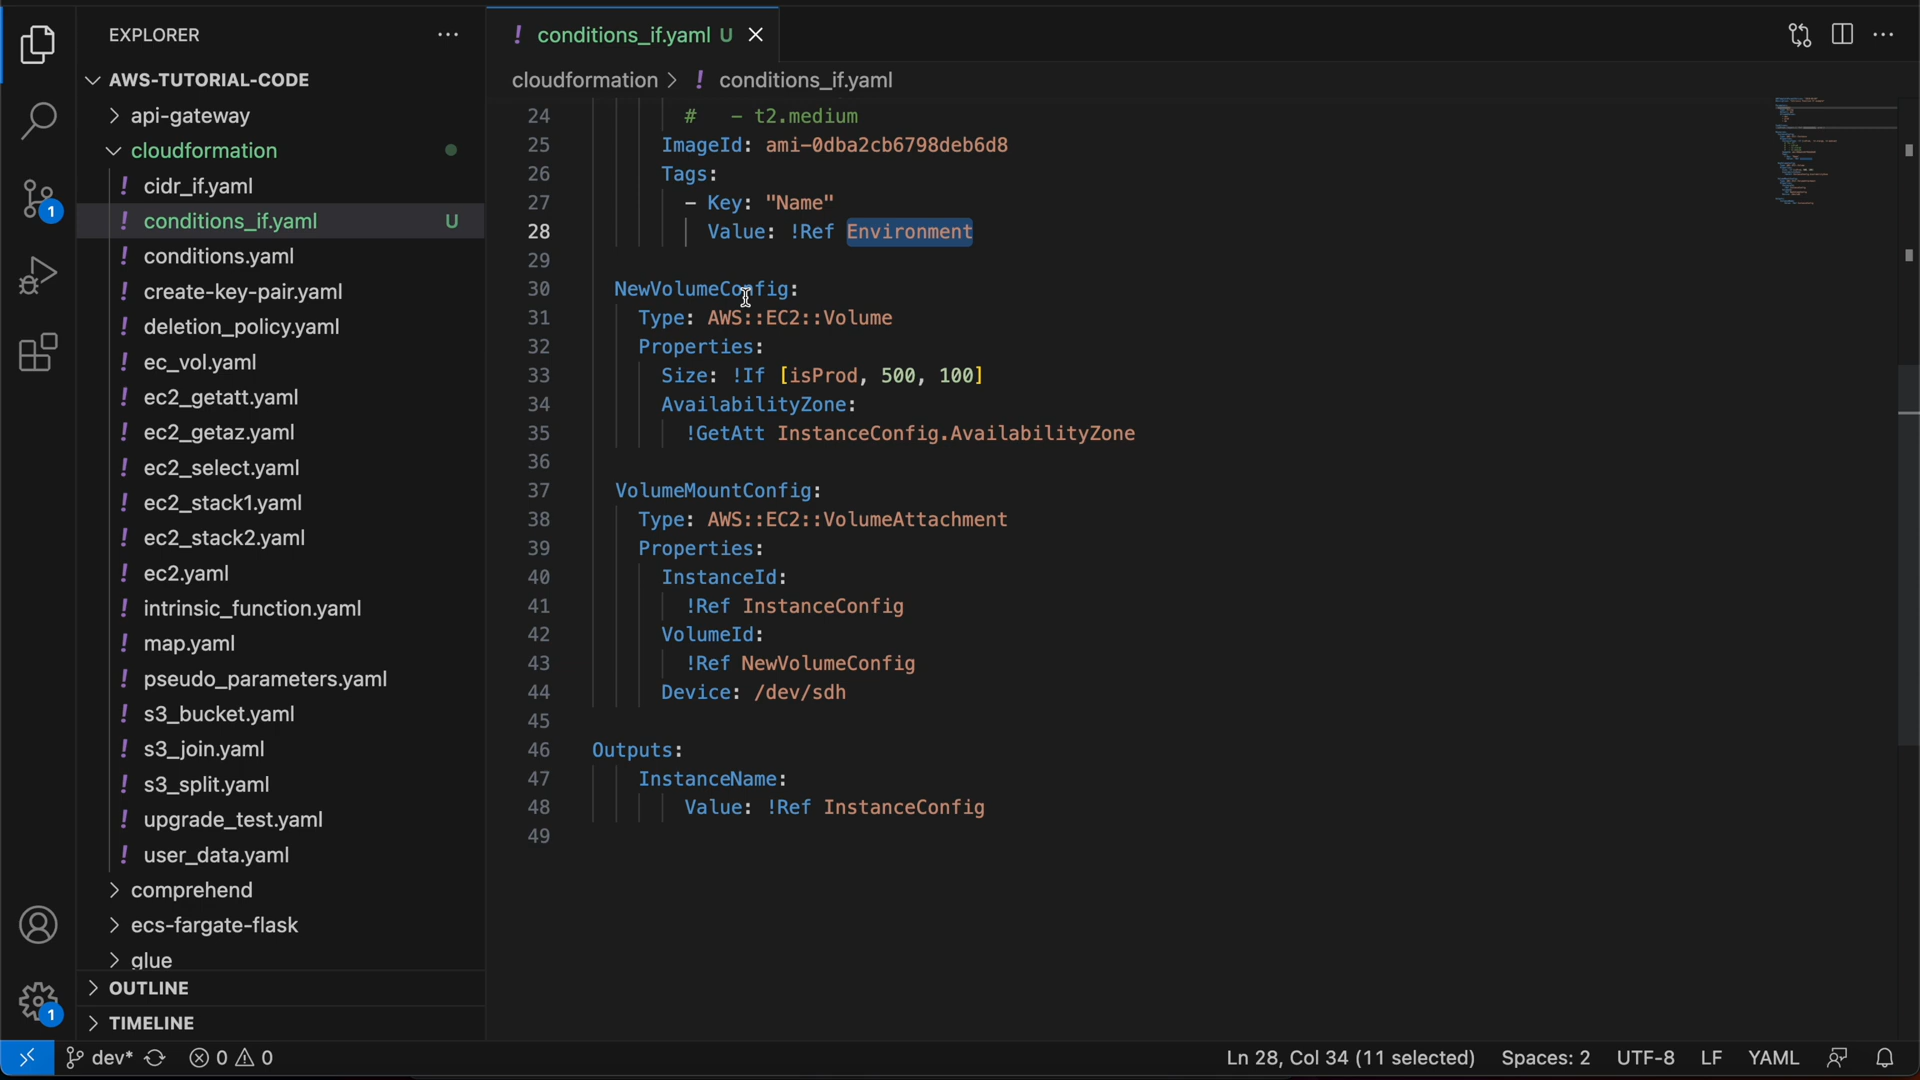 EXPLORER
AWS-TUTORIAL-CODE
api-gateway
cloudformation
! cidr_if.yaml
! conditions_if.yaml U
! conditions.yaml
! create-key-pair.yaml
! deletion_policy.yaml
! ec_vol.yaml
! ec2_getatt.yaml
! ec2_getaz.yaml
! ec2_select.yaml
! ec2_stack1.yaml
! ec2_stack2.yaml
! ec2.yaml
! intrinsic_function.yaml
! map.yaml
! pseudo_parameters.yaml
! s3_bucket.yaml
! s3_join.yaml
! s3_split.yaml
! upgrade_test.yaml
! user_data.yaml
comprehend
ecs-fargate-flask
glue
OUTLINE
TIMELINE
1
1
! conditions_if.yaml U
cloudformation > ! conditions_if.yaml
24 # - t2.medium
25 ImageId: ami-0dba2cb6798deb6d8
26 Tags:
27 - Key: "Name"
28 Value: !Ref Environment
29
30 NewVolumeConfig:
31 Type: AWS::EC2::Volume
32 Properties:
33 Size: !If [isProd, 500, 100]
34 AvailabilityZone:
35 !GetAtt InstanceConfig.AvailabilityZone
36
37 VolumeMountConfig:
38 Type: AWS::EC2::VolumeAttachment
39 Properties:
40 InstanceId:
41 !Ref InstanceConfig
42 VolumeId:
43 !Ref NewVolumeConfig
44 Device: /dev/sdh
45
46 Outputs:
47 InstanceName:
48 Value: !Ref InstanceConfig
49
dev* 0 0 Ln 28, Col 34 (11 selected) Spaces: 2 UTF-8 LF YAML